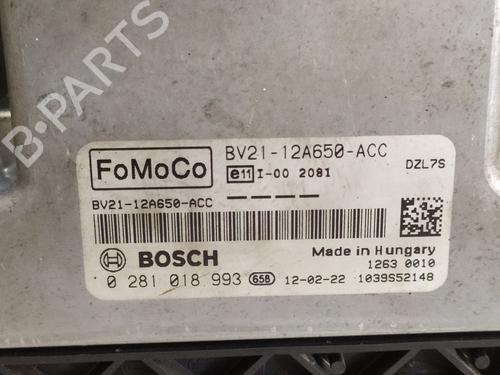 B-PARTS
FoMoCo
BV21-12A650-ACC
DZL7S
e11 I-00 2081
BV21-12A650-ACC
BOSCH
Made in Hungary
0 281 018 993 65B 12-02-22
1263 0010
1039S52148